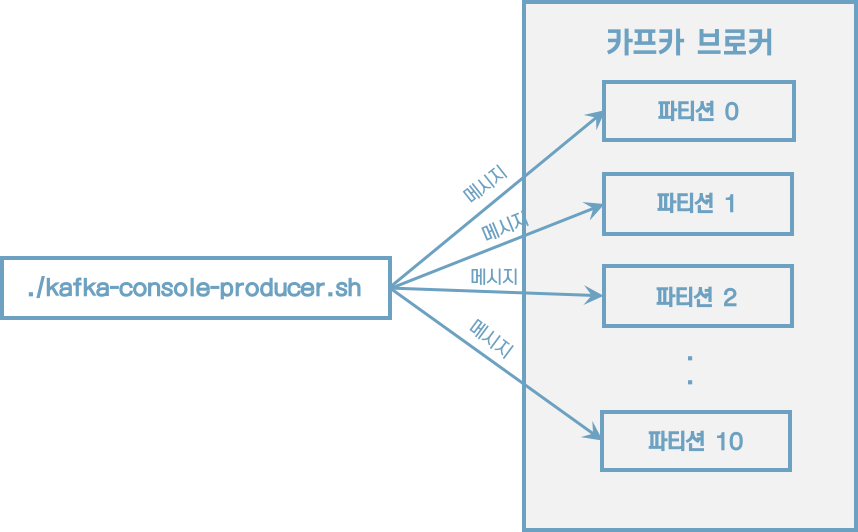 카프카 브로커
파티션 0
메시지
파티션 1
메시지
./kafka-console-producer.sh
메시지
파티션 2
메시지
:
파티션 10